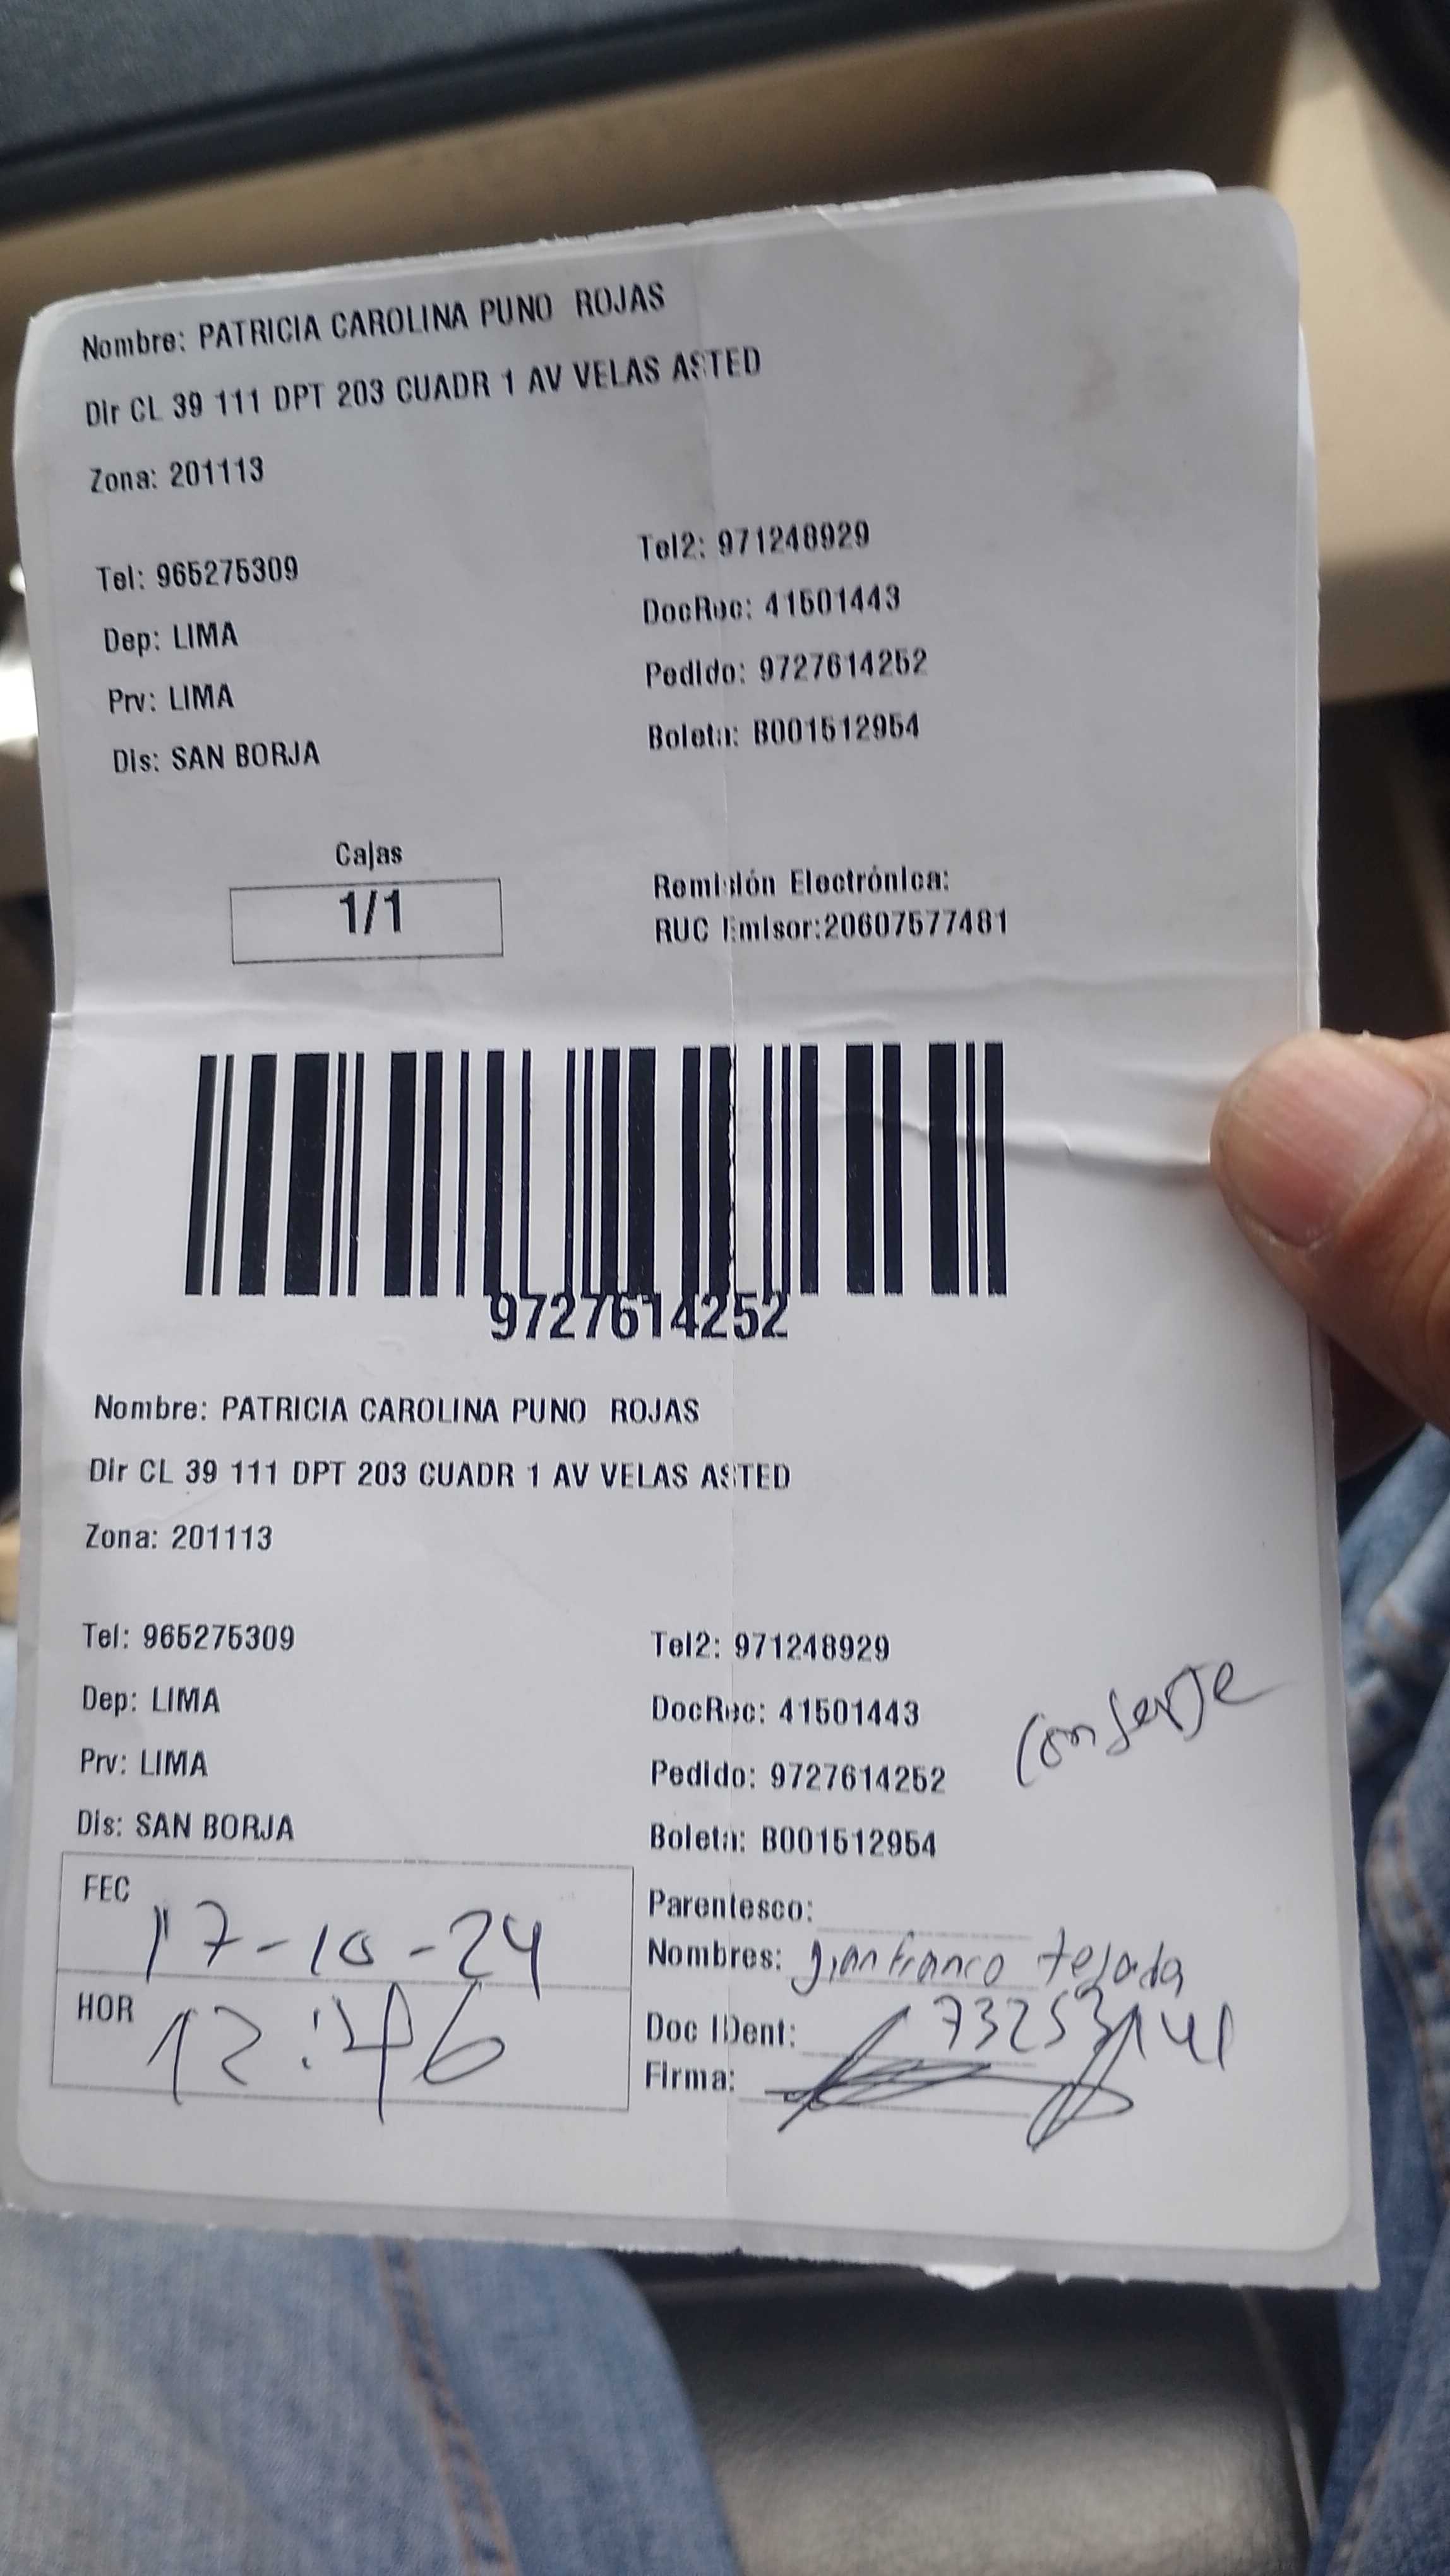 Nombre: PATRICIA CAROLINA PUNO ROJAS
Dir CL 39 111 DPT 203 CUADR 1 AV VELAS ASTED
Zona: 201113
Tel: 965275309
Tel2: 971248929
Dep: LIMA
DocRec: 41501443
Prv: LIMA
Pedido: 9727614252
Dis: SAN BORJA
Boleta: B001512954
Cajas
1/1
Remisión Electrónica:
RUC Emisor:20607577481
9727614252
Nombre: PATRICIA CAROLINA PUNO ROJAS
Dir CL 39 111 DPT 203 CUADR 1 AV VELAS ASTED
Zona: 201113
Tel: 965275309
Tel2: 971248929
Dep: LIMA
DocRec: 41501443
Prv: LIMA
Pedido: 9727614252
conserje
Dis: SAN BORJA
Boleta: B001512954
FEC 17-10-24
Parentesco:
Nombres: gianfranco tejada
HOR 12:46
Doc IDent:
Firma: